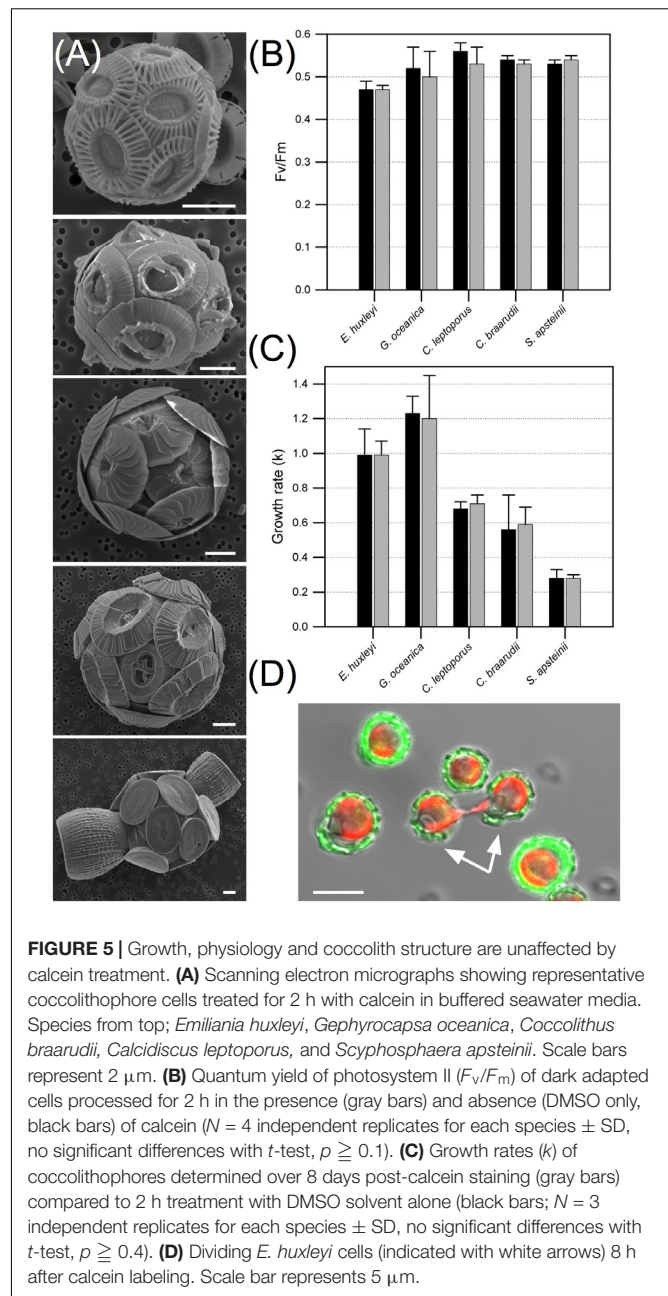 (A)
(B)
0.6
0.5
0.4
0.3
0.2
0.1
0.0
Fv/Fm
E. huxleyi
G. oceanica
C. leptoporus
C. braarudii
S. apsteinii
(C)
1.4
1.2
1.0
0.8
0.6
0.4
0.2
0.0
Growth rate (k)
E. huxleyi
G. oceanica
C. leptoporus
C. braarudii
S. apsteinii
(D)
FIGURE 5 | Growth, physiology and coccolith structure are unaffected by
calcein treatment. (A) Scanning electron micrographs showing representative
coccolithophore cells treated for 2 h with calcein in buffered seawater media.
Species from top; Emiliania huxleyi, Gephyrocapsa oceanica, Coccolithus
braarudii, Calcidiscus leptoporus, and Scyphosphaera apsteinii. Scale bars
represent 2 μm. (B) Quantum yield of photosystem II (Fv/Fm) of dark adapted
cells processed for 2 h in the presence (gray bars) and absence (DMSO only,
black bars) of calcein (N = 4 independent replicates for each species ± SD,
no significant differences with t-test, p ≧ 0.1). (C) Growth rates (k) of
coccolithophores determined over 8 days post-calcein staining (gray bars)
compared to 2 h treatment with DMSO solvent alone (black bars; N = 3
independent replicates for each species ± SD, no significant differences with
t-test, p ≧ 0.4). (D) Dividing E. huxleyi cells (indicated with white arrows) 8 h
after calcein labeling. Scale bar represents 5 μm.